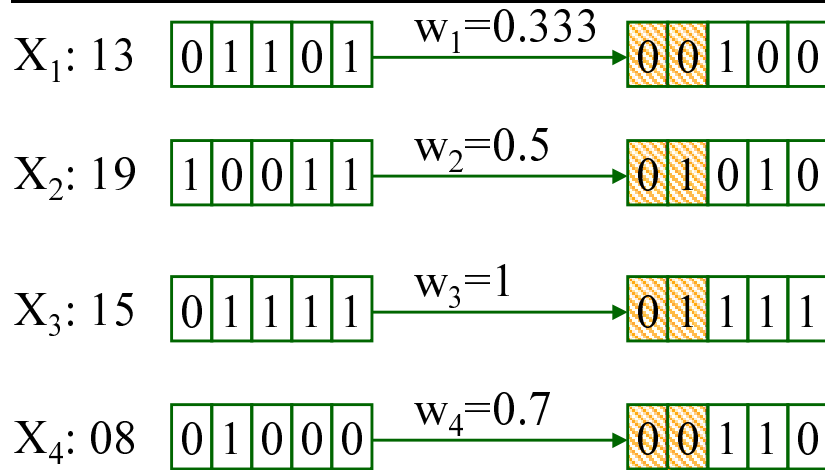 X₁: 13 0 1 1 0 1 w₁=0.333 0 0 1 0 0
X₂: 19 1 0 0 1 1 w₂=0.5 0 1 0 1 0
X₃: 15 0 1 1 1 1 w₃=1 0 1 1 1 1
X₄: 08 0 1 0 0 0 w₄=0.7 0 0 1 1 0